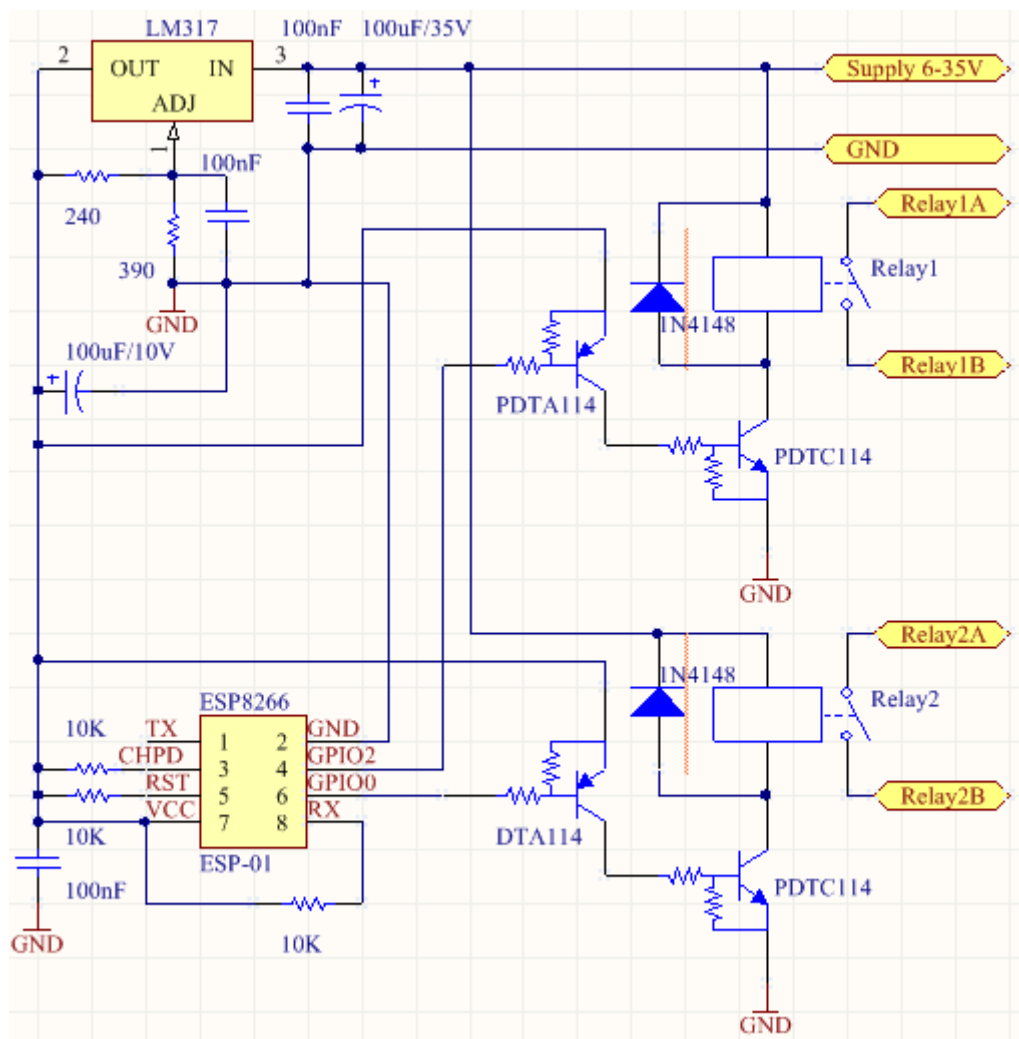 LM317
100nF
100uF/35V
2
3
OUT
IN
ADJ
1
Supply 6-35V
GND
100nF
240
390
GND
Relay1A
Relay1
1N4148
Relay1B
100uF/10V
+
+
PDTA114
PDTC114
GND
Relay2A
1N4148
Relay2
Relay2B
ESP8266
10K
TX
1
2
GND
CHPD
3
4
GPIO2
RST
5
6
GPIO0
VCC
7
8
RX
10K
ESP-01
100nF
GND
10K
DTA114
PDTC114
GND